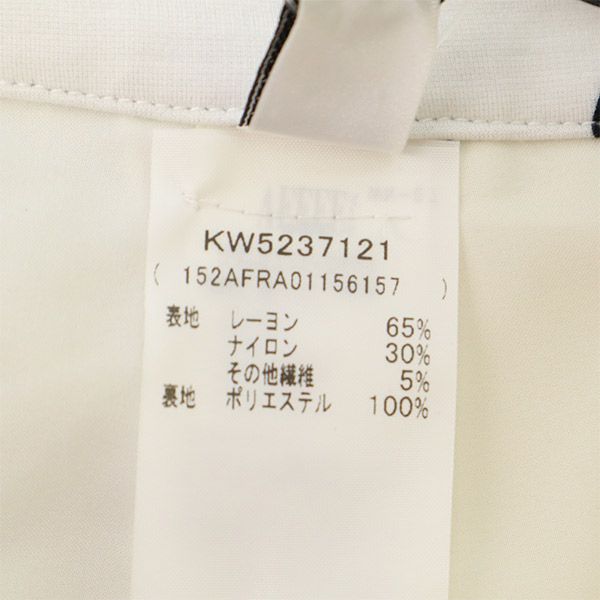 KW5237121
( 152AFRA01156157 )
表地 レーヨン 65%
ナイロン 30%
その他繊維 5%
裏地 ポリエステル 100%